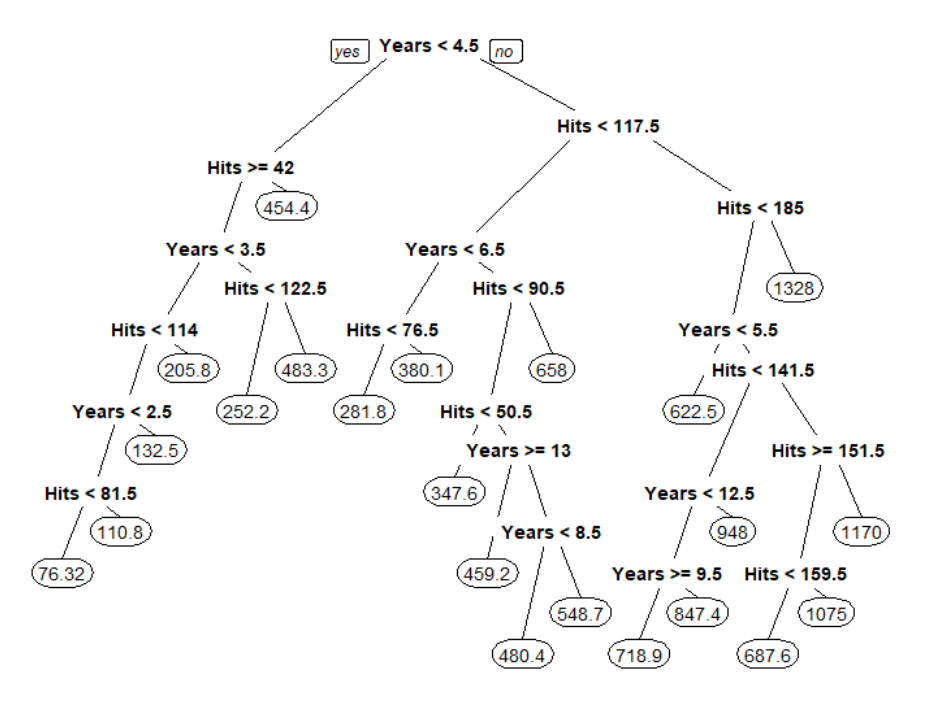 yes Years < 4.5 no
Hits < 117.5
Hits >= 42
454.4
Hits < 185
Years < 3.5
Years < 6.5
Hits < 122.5
Hits < 90.5
1328
Hits < 114
Hits < 76.5
Years < 5.5
205.8
483.3
380.1
658
Hits < 141.5
252.2
281.8
622.5
Years < 2.5
Hits < 50.5
132.5
Years >= 13
Hits >= 151.5
Hits < 81.5
347.6
Years < 12.5
110.8
Years < 8.5
948
1170
76.32
459.2
Years >= 9.5
Hits < 159.5
548.7
847.4
1075
480.4
718.9
687.6